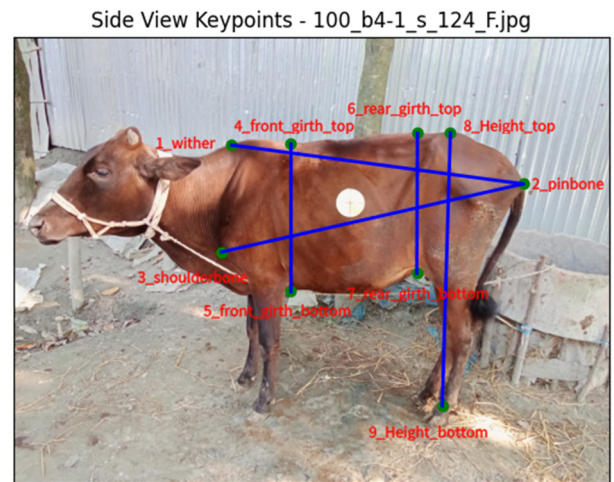 Side View Keypoints - 100_b4-1_s_124_F.jpg
6_rear_girth_top
4_front_girth_top
8_Height_top
1_wither
2_pinbone
3_shoulderbone
7_rear_girth_bottom
5_front_girth_bottom
9_Height_bottom